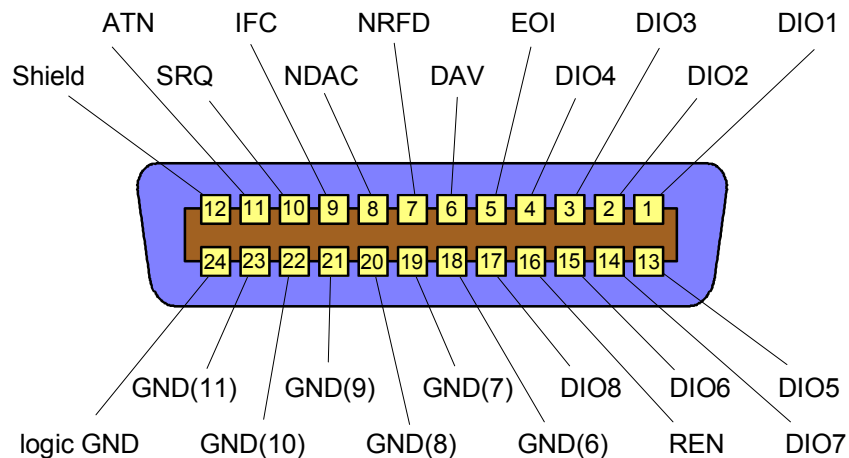 ATN IFC NRFD EOI DIO3 DIO1
Shield SRQ NDAC DAV DIO4 DIO2
12 11 10 9 8 7 6 5 4 3 2 1
24 23 22 21 20 19 18 17 16 15 14 13
GND(11) GND(9) GND(7) DIO8 DIO6 DIO5
logic GND GND(10) GND(8) GND(6) REN DIO7